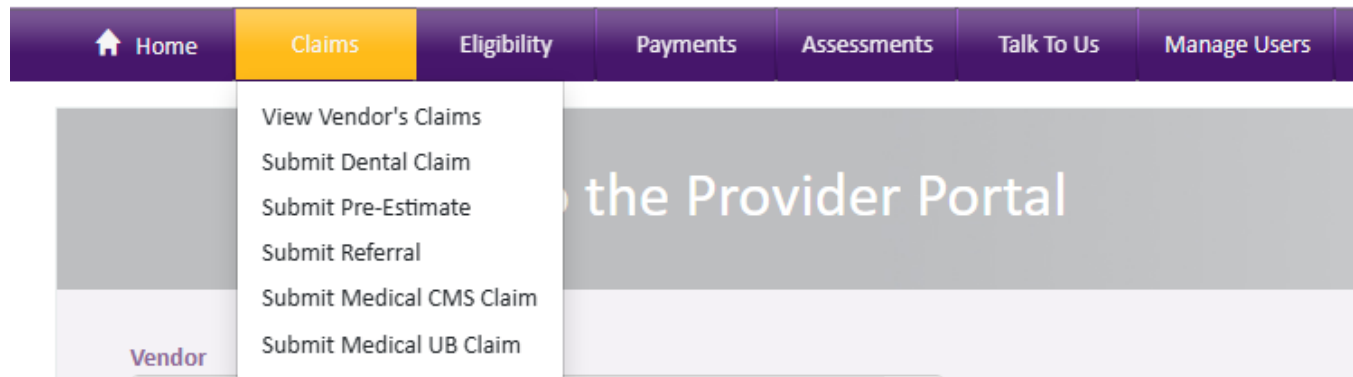 Home Claims Eligibility Payments Assessments Talk To Us Manage Users
View Vendor's Claims
Submit Dental Claim
Submit Pre-Estimate
the Provider Portal
Submit Referral
Submit Medical CMS Claim
Submit Medical UB Claim
Vendor